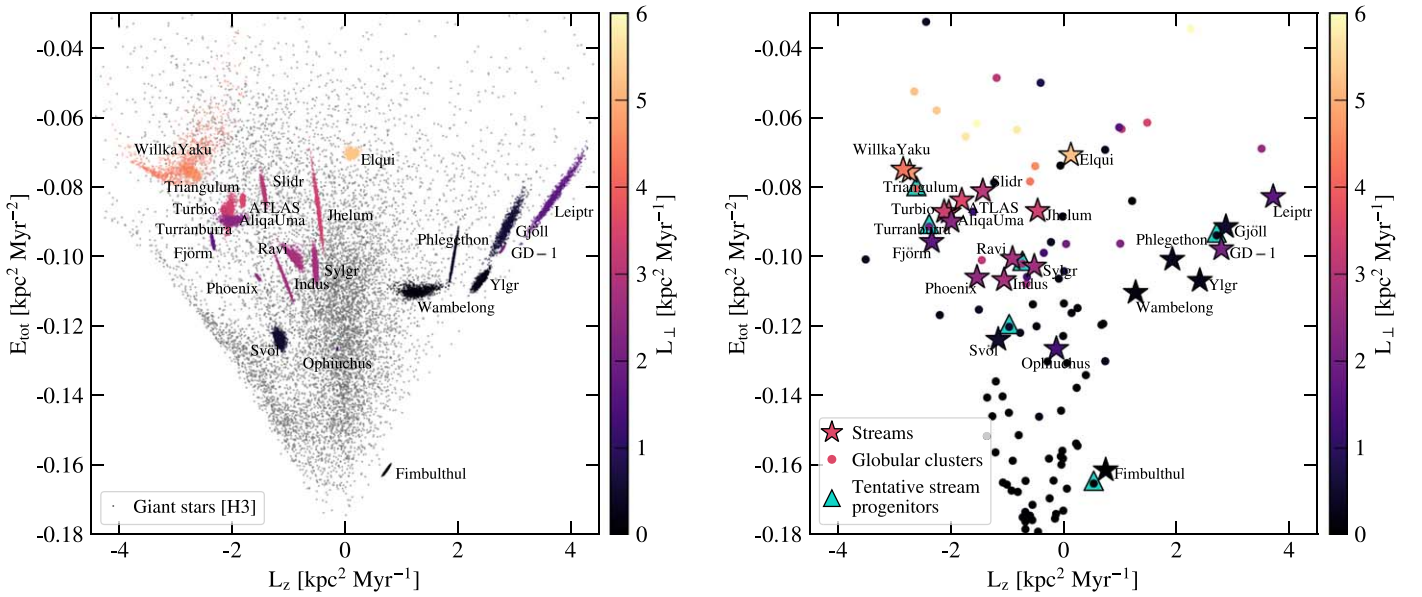 -0.04
-0.06
-0.08
-0.10
-0.12
-0.14
-0.16
-0.18
E_tot [kpc² Myr⁻²]
WillkaYaku
Elqui
Triangulum
Slidr
Turbio
ATLAS
AliqaUma
Jhelum
Turranburra
Leiptr
Fjörm
Ravi
Phlegethon
Gjöll
GD − 1
Sylgr
Phoenix
Indus
Ylgr
Wambelong
Svöl
Ophiuchus
Fimbulthul
Giant stars [H3]
-4 -2 0 2 4
L_z [kpc² Myr⁻¹]
6
5
4
3
2
1
0
L_⊥ [kpc² Myr⁻¹]
-0.04
-0.06
-0.08
-0.10
-0.12
-0.14
-0.16
-0.18
E_tot [kpc² Myr⁻²]
WillkaYaku
Elqui
Triangulum
Slidr
Turbio
ATLAS
AliqaUma
Jhelum
Leiptr
Turranburra
Gjöll
Phlegethon
Fjörm
Ravi
GD − 1
Sylgr
Phoenix
Indus
Ylgr
Wambelong
Svöl
Ophiuchus
Streams
Globular clusters
Tentative stream
progenitors
Fimbulthul
-4 -2 0 2 4
L_z [kpc² Myr⁻¹]
6
5
4
3
2
1
0
L_⊥ [kpc² Myr⁻¹]